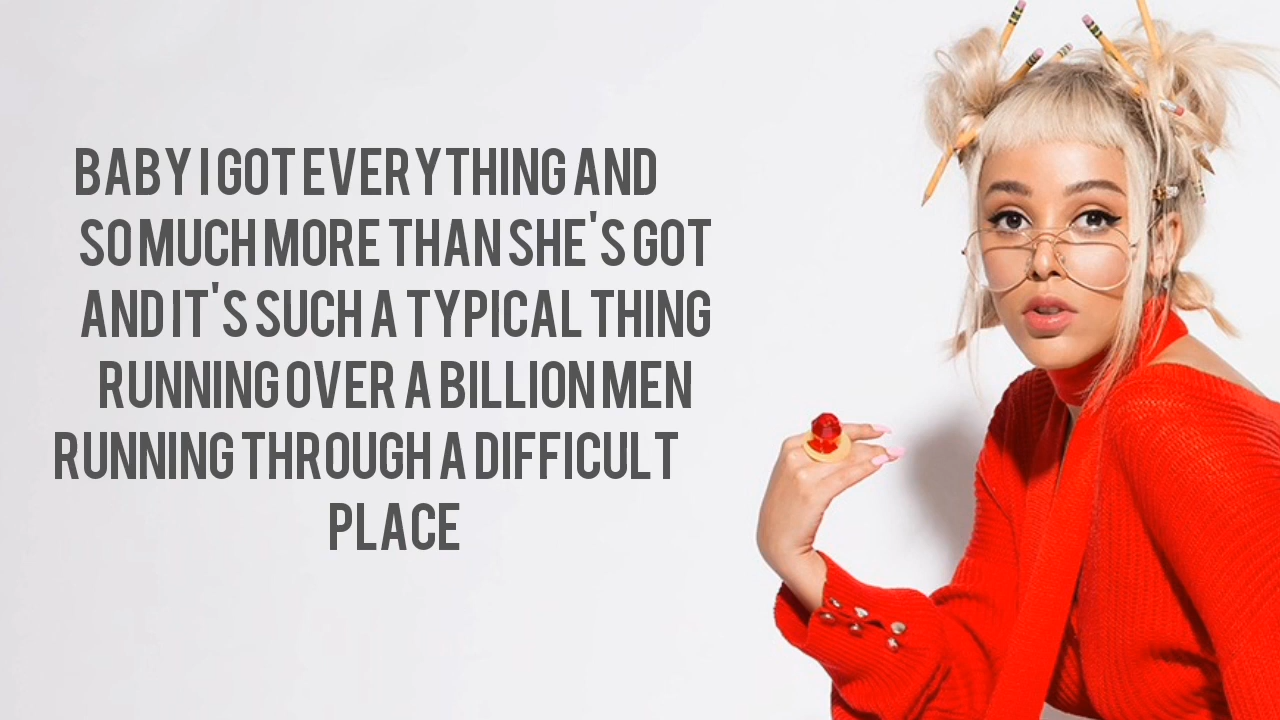 BABY I GOT EVERYTHING AND
SO MUCH MORE THAN SHE'S GOT
AND IT'S SUCH A TYPICAL THING
RUNNING OVER A BILLION MEN
RUNNING THROUGH A DIFFICULT
PLACE